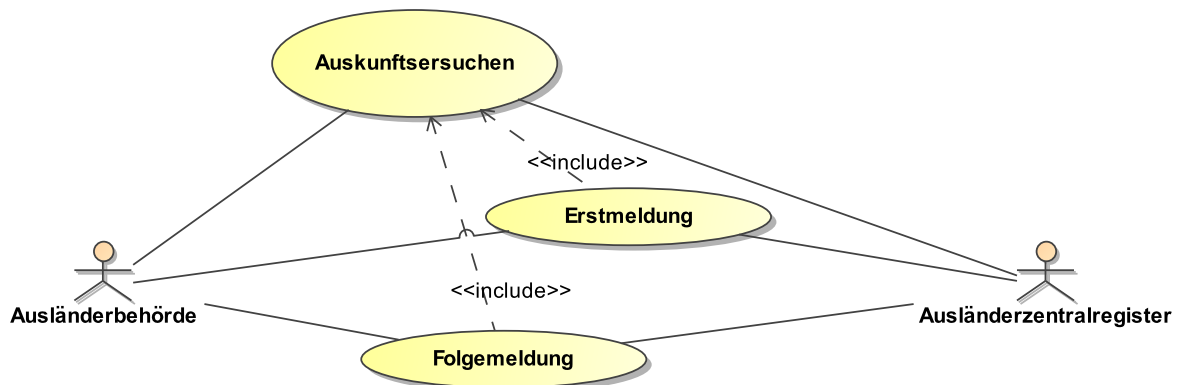 Auskunftsersuchen
<<include>>
Erstmeldung
<<include>>
Ausländerbehörde
Ausländerzentralregister
Folgemeldung